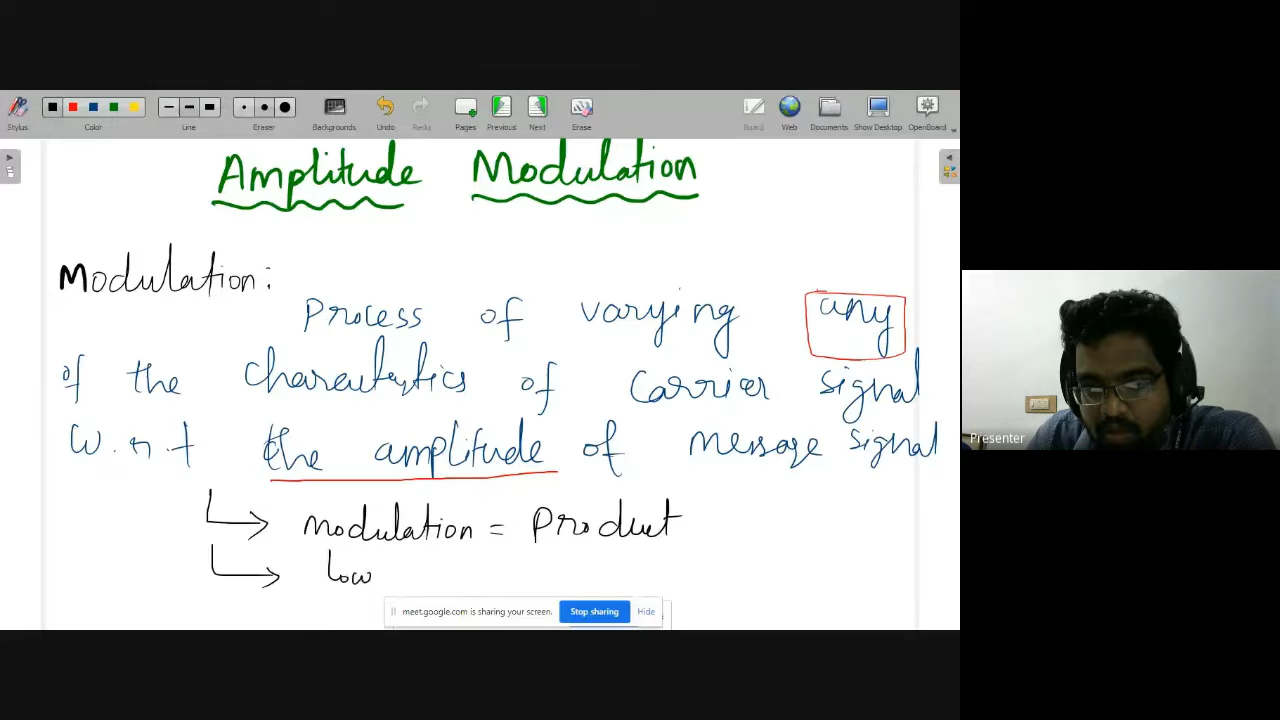 Stylus Color Line Eraser Backgrounds Undo Redo Pages Previous Next Erase Board Web Documents Show Desktop OpenBoard
Amplitude Modulation
Modulation:
Process of varying any
of the charcutestics of carrier signal
w.r.t the amplitude of message signal
modulation = Product
low
meet.google.com is sharing your screen. Stop sharing Hide
Presenter